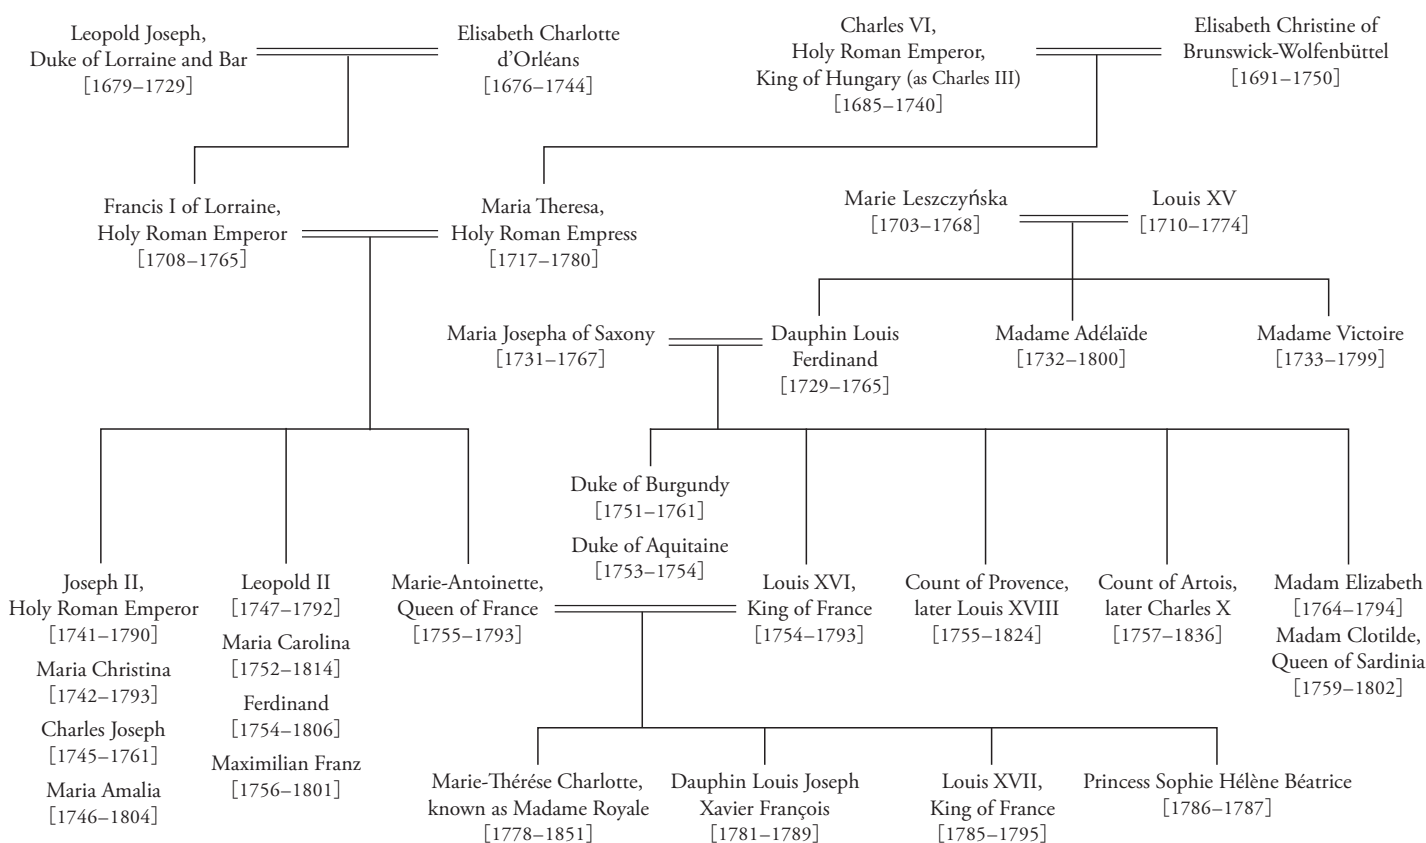 Leopold Joseph,
Duke of Lorraine and Bar
[1679–1729]
Elisabeth Charlotte
d’Orléans
[1676–1744]
Charles VI,
Holy Roman Emperor,
King of Hungary (as Charles III)
[1685–1740]
Elisabeth Christine of
Brunswick-Wolfenbüttel
[1691–1750]
Francis I of Lorraine,
Holy Roman Emperor
[1708–1765]
Maria Theresa,
Holy Roman Empress
[1717–1780]
Marie Leszczyńska
[1703–1768]
Louis XV
[1710–1774]
Maria Josepha of Saxony
[1731–1767]
Dauphin Louis
Ferdinand
[1729–1765]
Madame Adélaïde
[1732–1800]
Madame Victoire
[1733–1799]
Duke of Burgundy
[1751–1761]
Duke of Aquitaine
[1753–1754]
Joseph II,
Holy Roman Emperor
[1741–1790]
Maria Christina
[1742–1793]
Charles Joseph
[1745–1761]
Maria Amalia
[1746–1804]
Leopold II
[1747–1792]
Maria Carolina
[1752–1814]
Ferdinand
[1754–1806]
Maximilian Franz
[1756–1801]
Marie-Antoinette,
Queen of France
[1755–1793]
Louis XVI,
King of France
[1754–1793]
Count of Provence,
later Louis XVIII
[1755–1824]
Count of Artois,
later Charles X
[1757–1836]
Madam Elizabeth
[1764–1794]
Madam Clotilde,
Queen of Sardinia
[1759–1802]
Marie-Thérése Charlotte,
known as Madame Royale
[1778–1851]
Dauphin Louis Joseph
Xavier François
[1781–1789]
Louis XVII,
King of France
[1785–1795]
Princess Sophie Hélène Béatrice
[1786–1787]